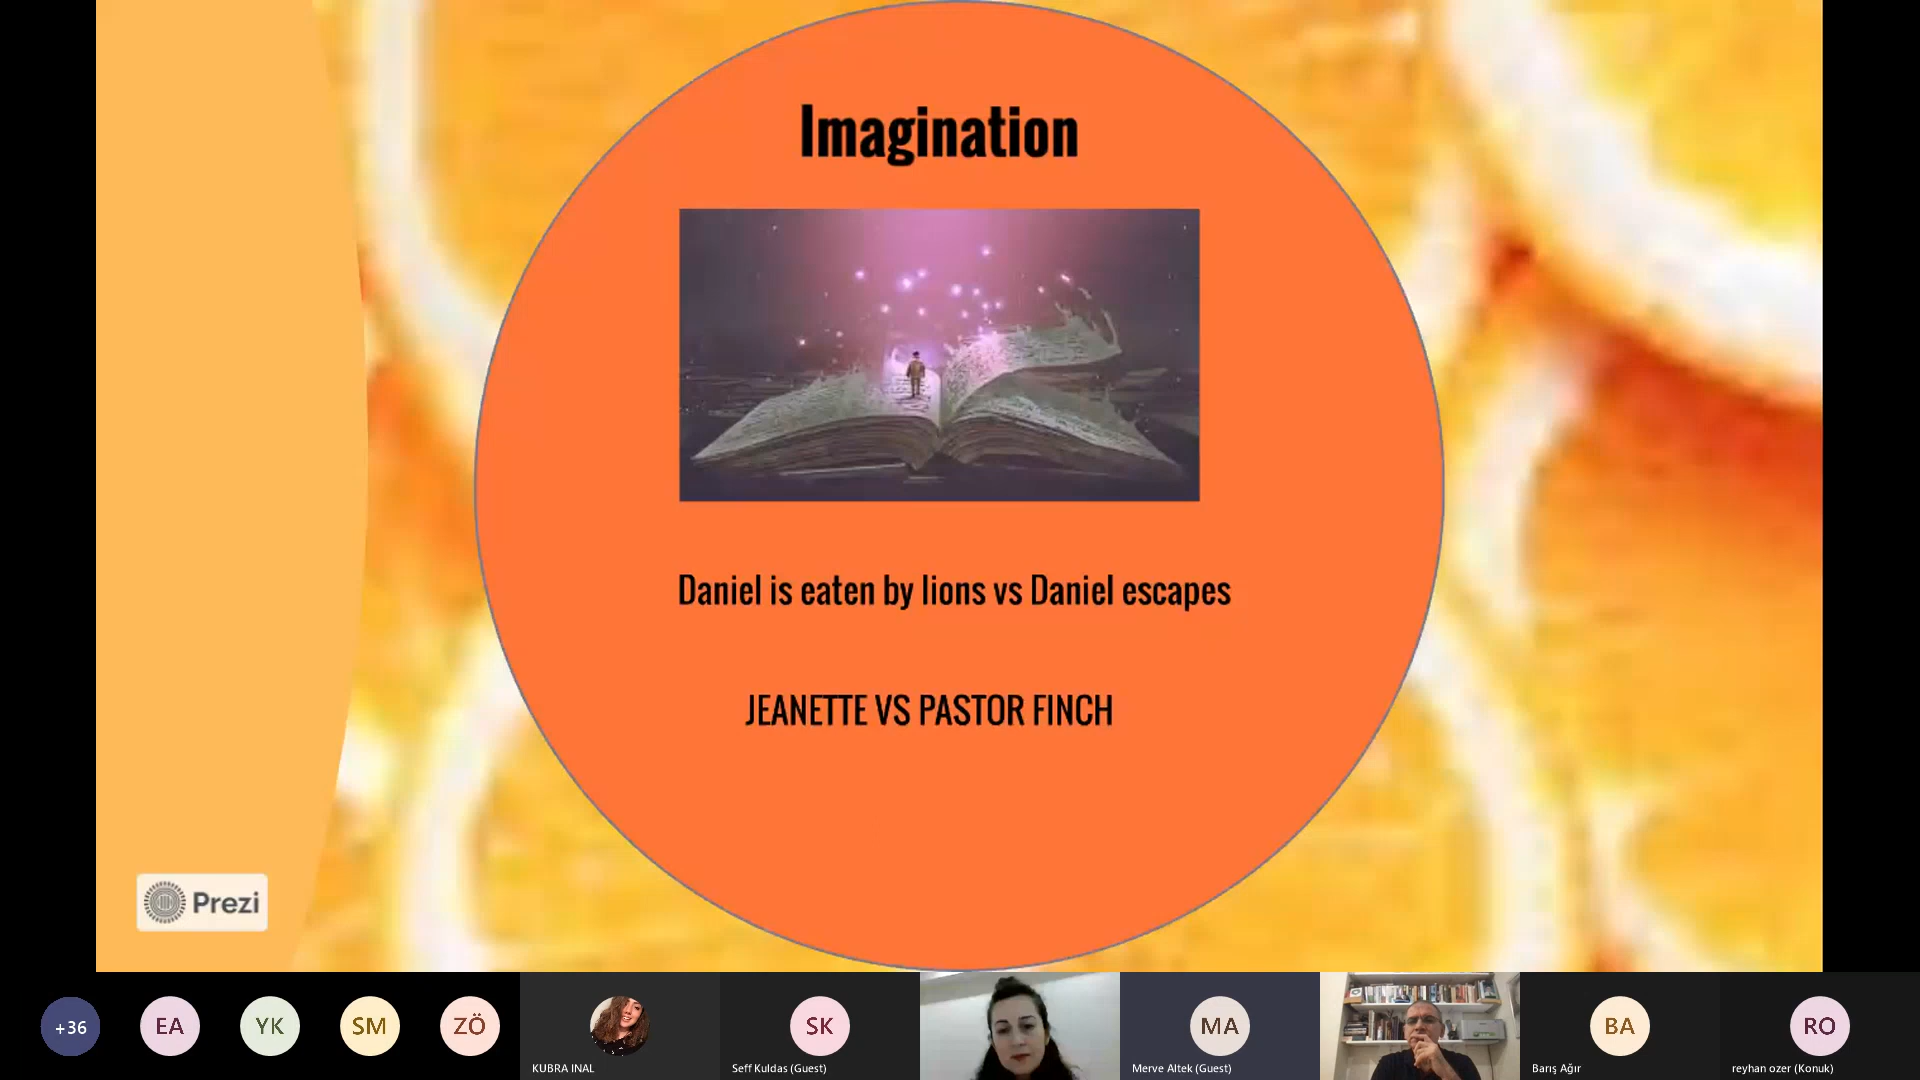 Imagination
Daniel is eaten by lions vs Daniel escapes
JEANETTE VS PASTOR FINCH
Prezi
+36
EA
YK
SM
ZÖ
KUBRA INAL
SK
Seff Kuldas (Guest)
MA
Merve Altek (Guest)
BA
Barış Ağır
RO
reyhan ozer (Konuk)